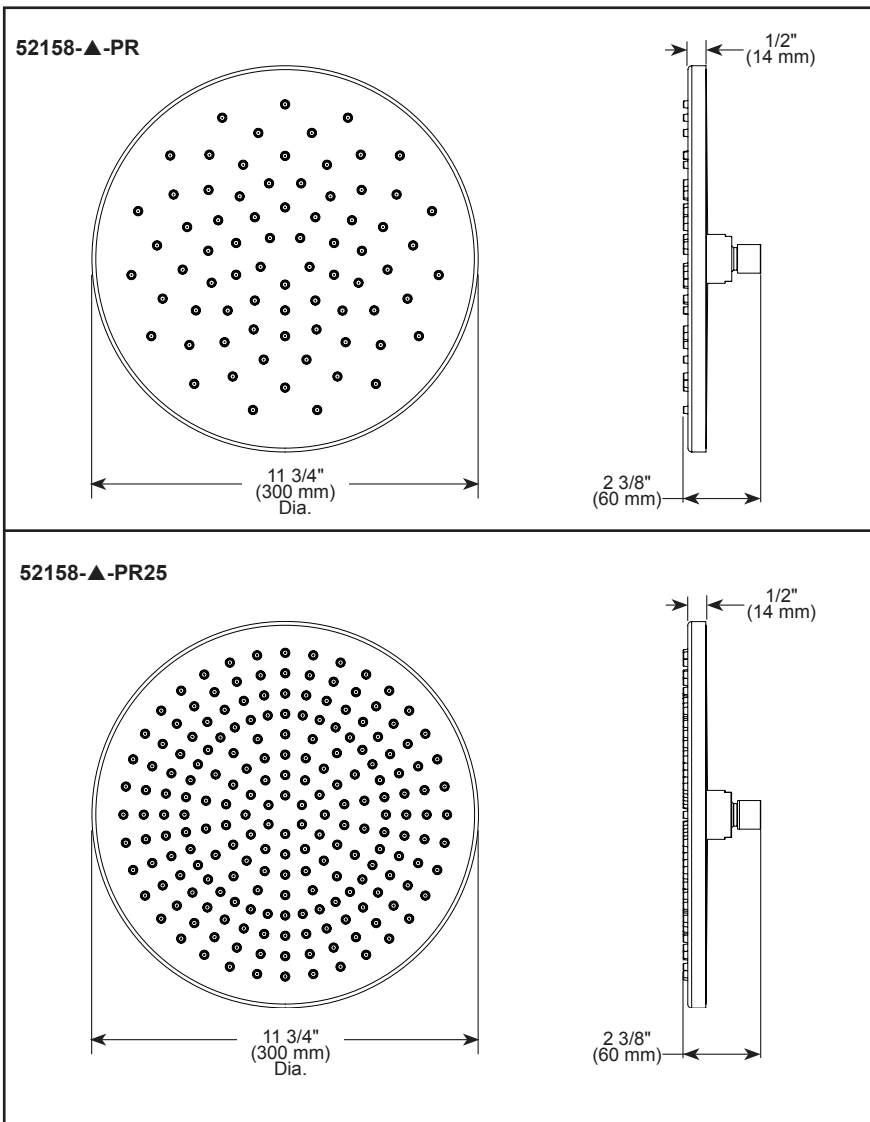 52158-▲-PR
1/2"
(14 mm)
11 3/4"
(300 mm)
Dia.
2 3/8"
(60 mm)
52158-▲-PR25
1/2"
(14 mm)
11 3/4"
(300 mm)
Dia.
2 3/8"
(60 mm)